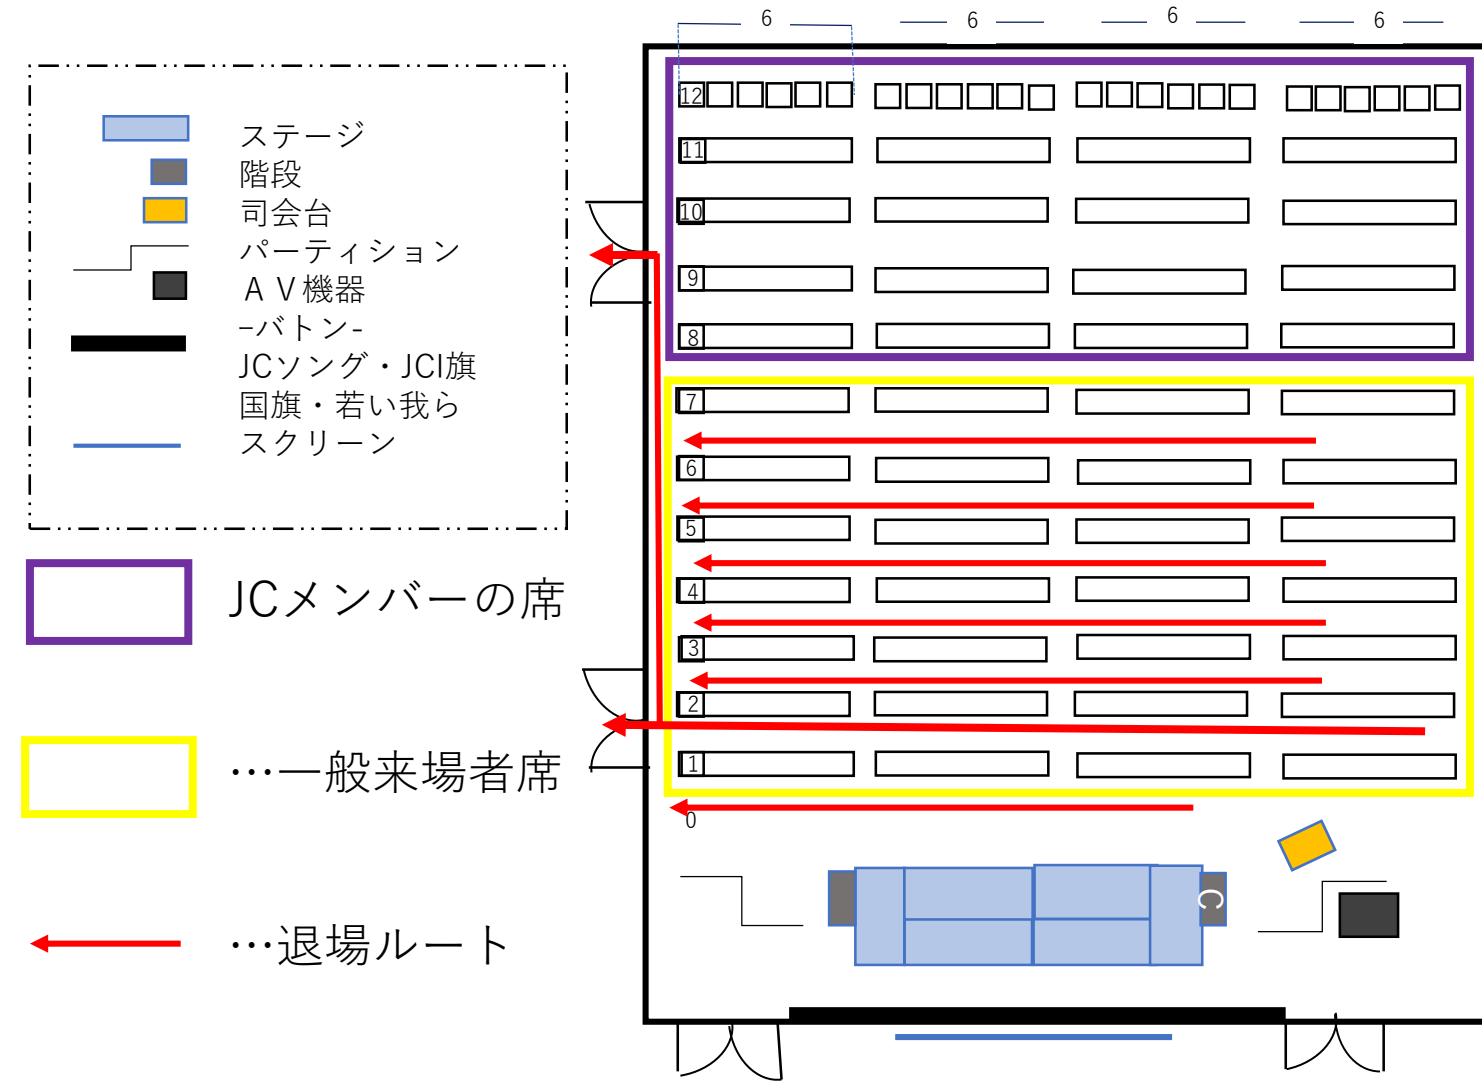 6 6 6 6
ステージ
階段
司会台
パーティション
ＡＶ機器
-バトン-
JCソング・JCI旗
国旗・若い我ら
スクリーン
JCメンバーの席
…一般来場者席
…退場ルート
12
11
10
9
8
7
6
5
4
3
2
1
0
C